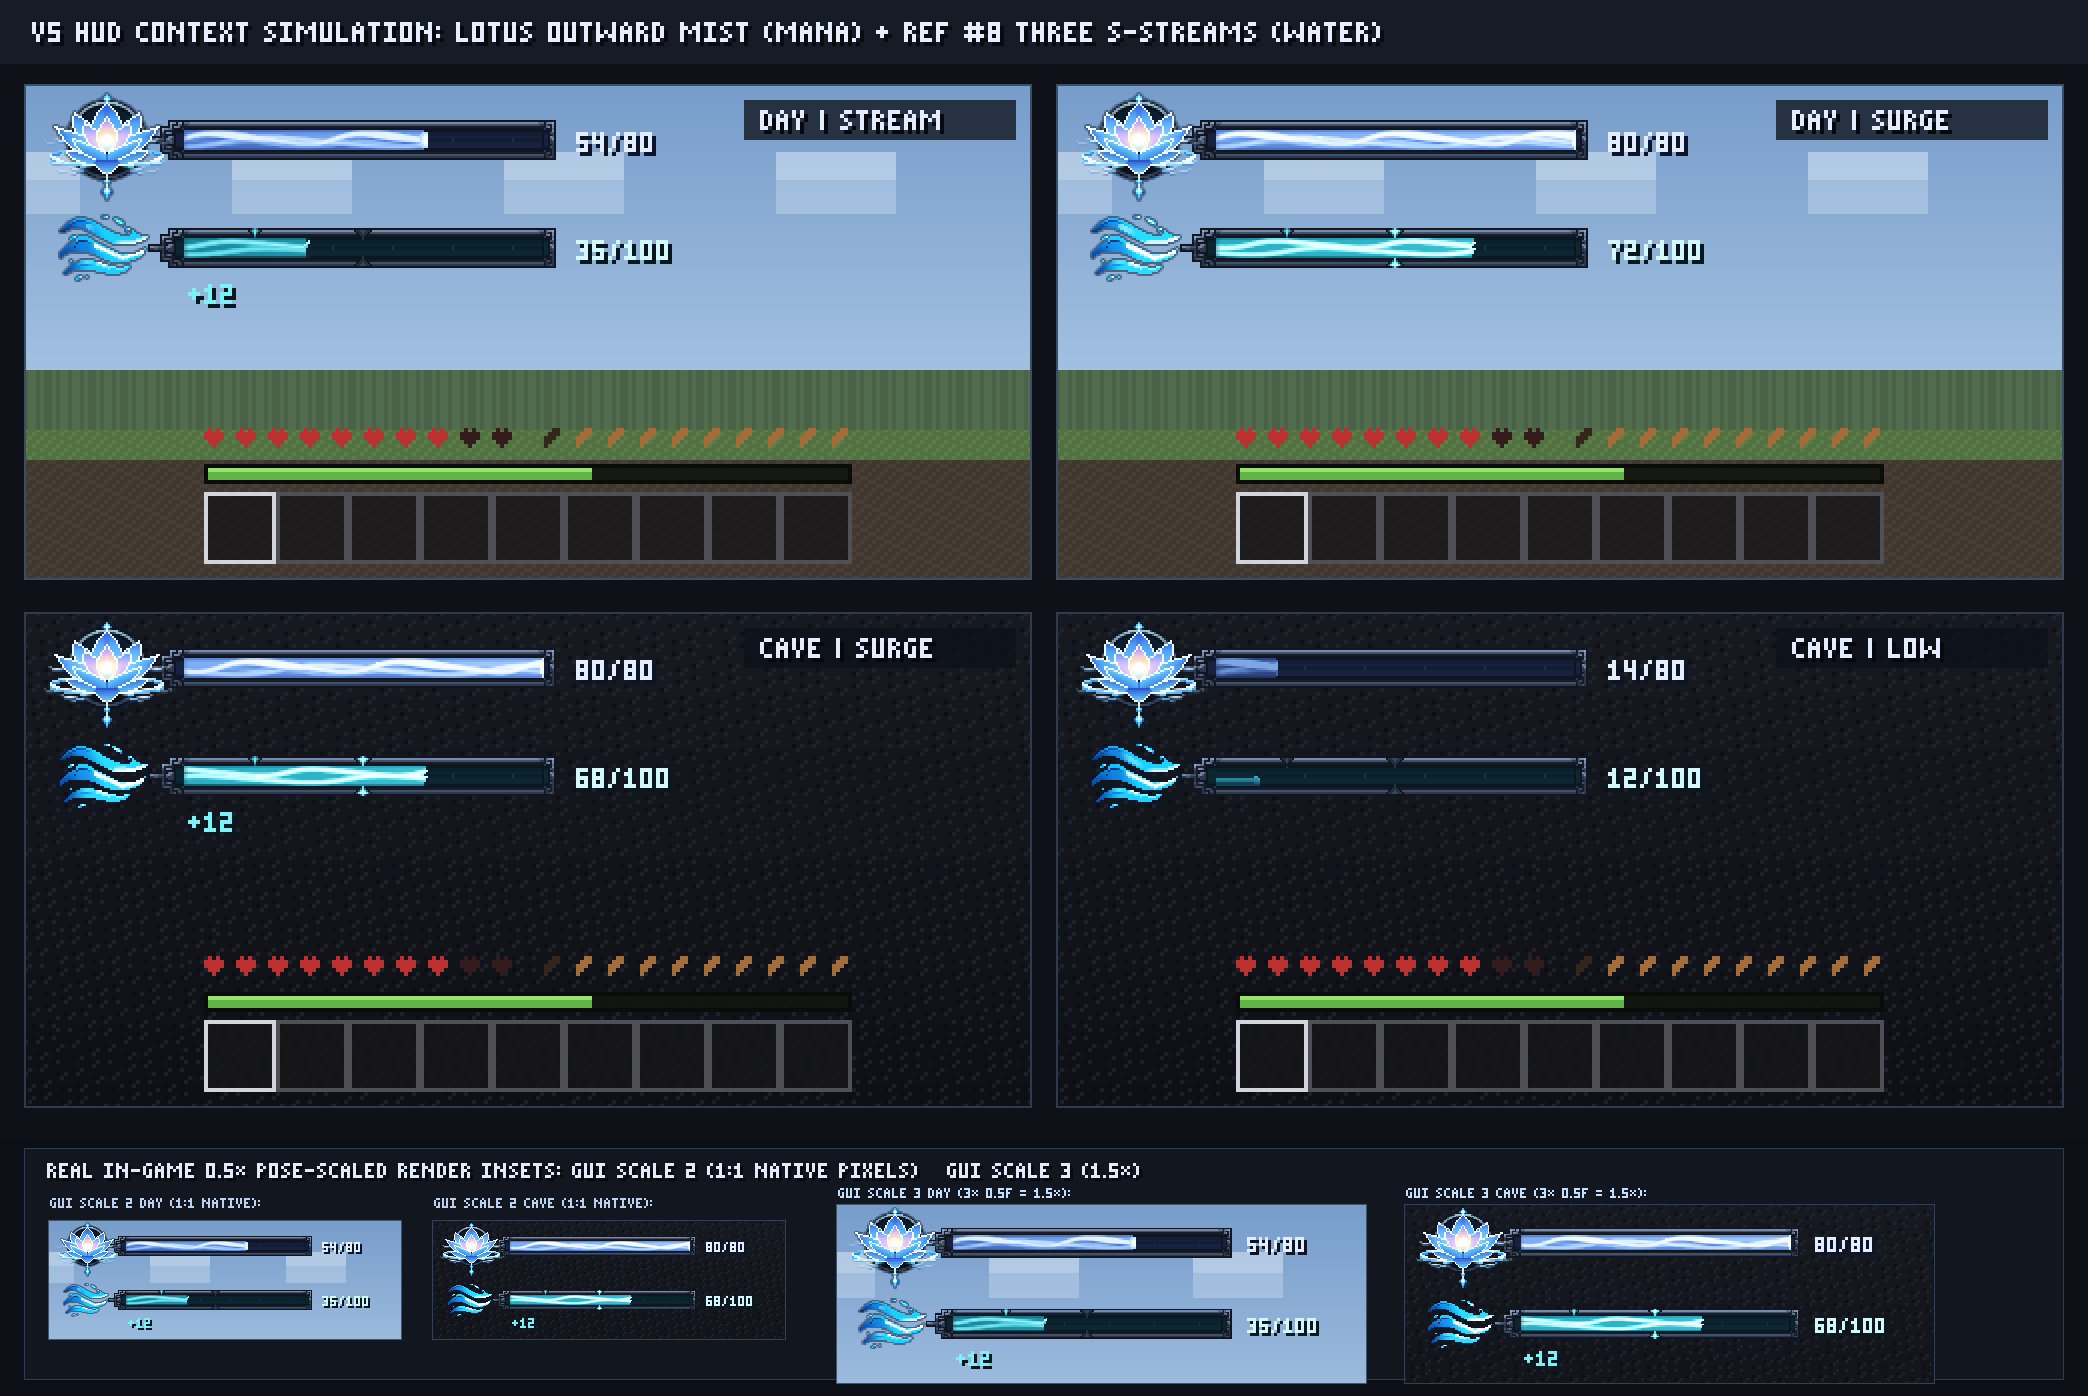 V5 HUD CONTEXT SIMULATION: LOTUS OUTWARD MIST (MANA) + REF #8 THREE S-STREAMS (WATER)
DAY | STREAM
54/80
35/100
+12
DAY | SURGE
80/80
72/100
CAVE | SURGE
80/80
68/100
+12
CAVE | LOW
14/80
12/100
REAL IN-GAME 0.5× POSE-SCALED RENDER INSETS: GUI SCALE 2 (1:1 NATIVE PIXELS) GUI SCALE 3 (1.5×)
GUI SCALE 2 DAY (1:1 NATIVE):
54/80
35/100
+12
GUI SCALE 2 CAVE (1:1 NATIVE):
80/80
68/100
+12
GUI SCALE 3 DAY (3× 0.5F = 1.5×):
54/80
35/100
+12
GUI SCALE 3 CAVE (3× 0.5F = 1.5×):
80/80
68/100
+12